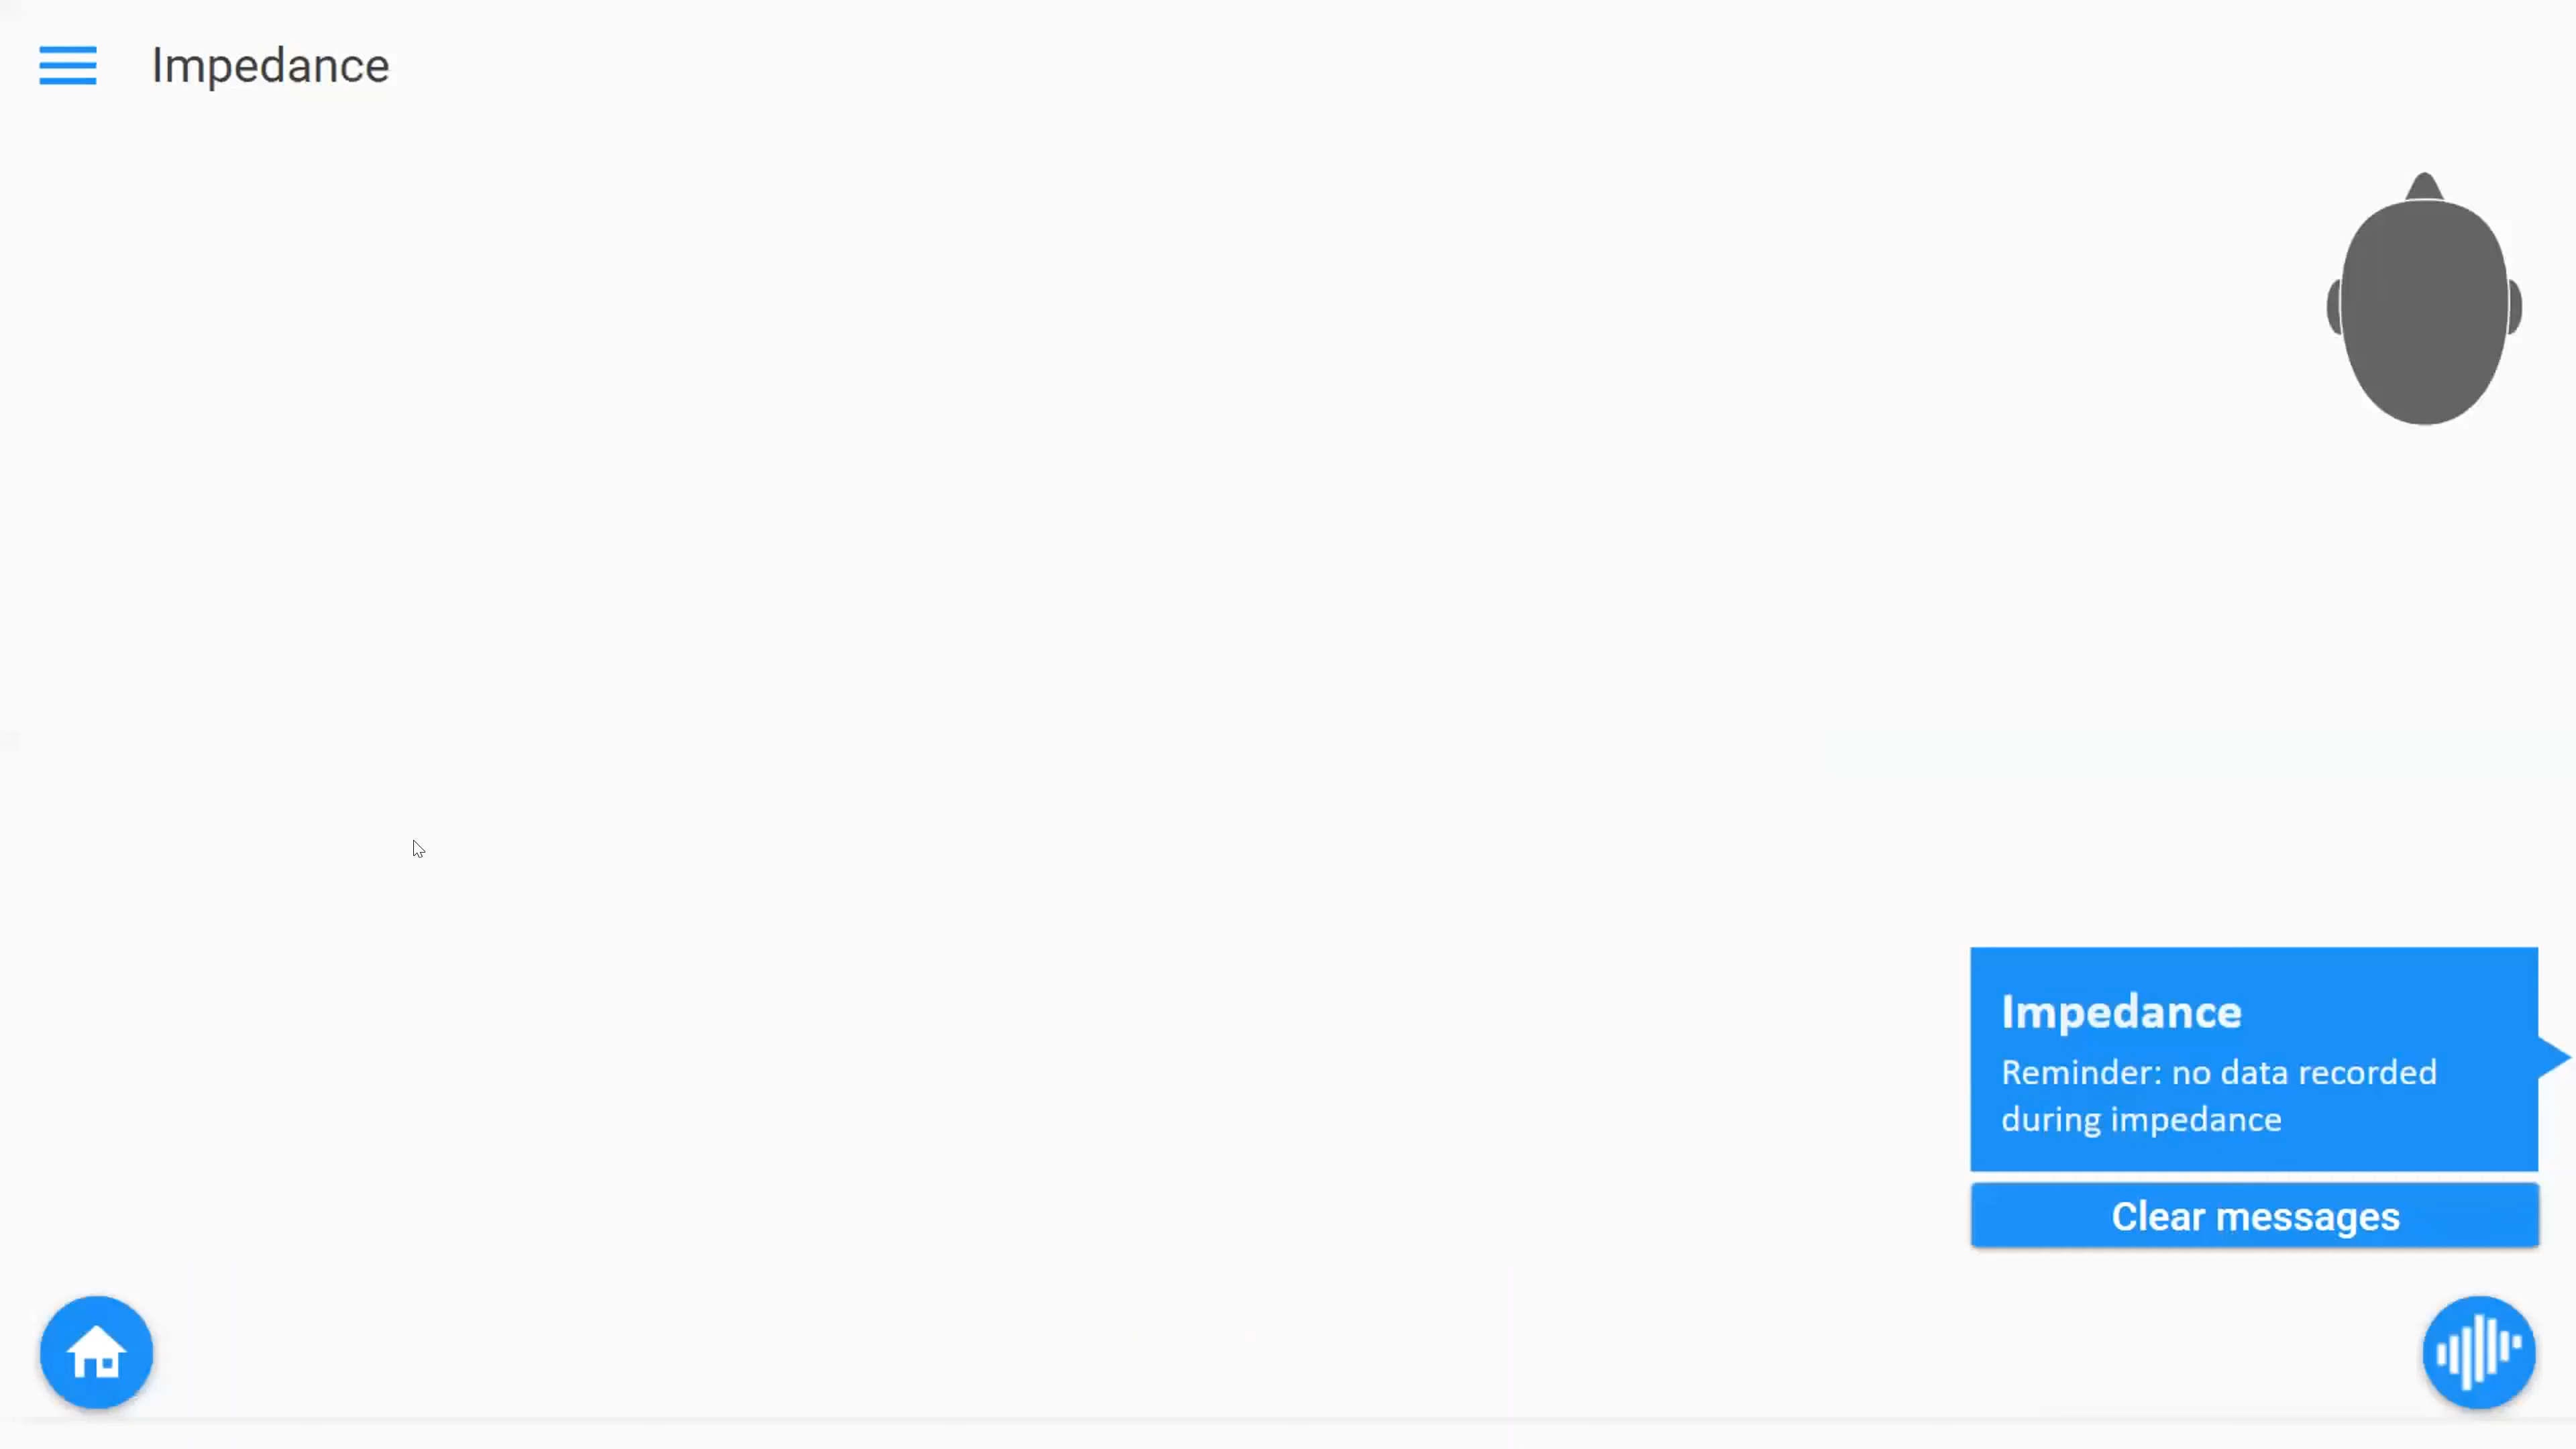 Impedance
Impedance
Reminder: no data recorded
during impedance
Clear messages